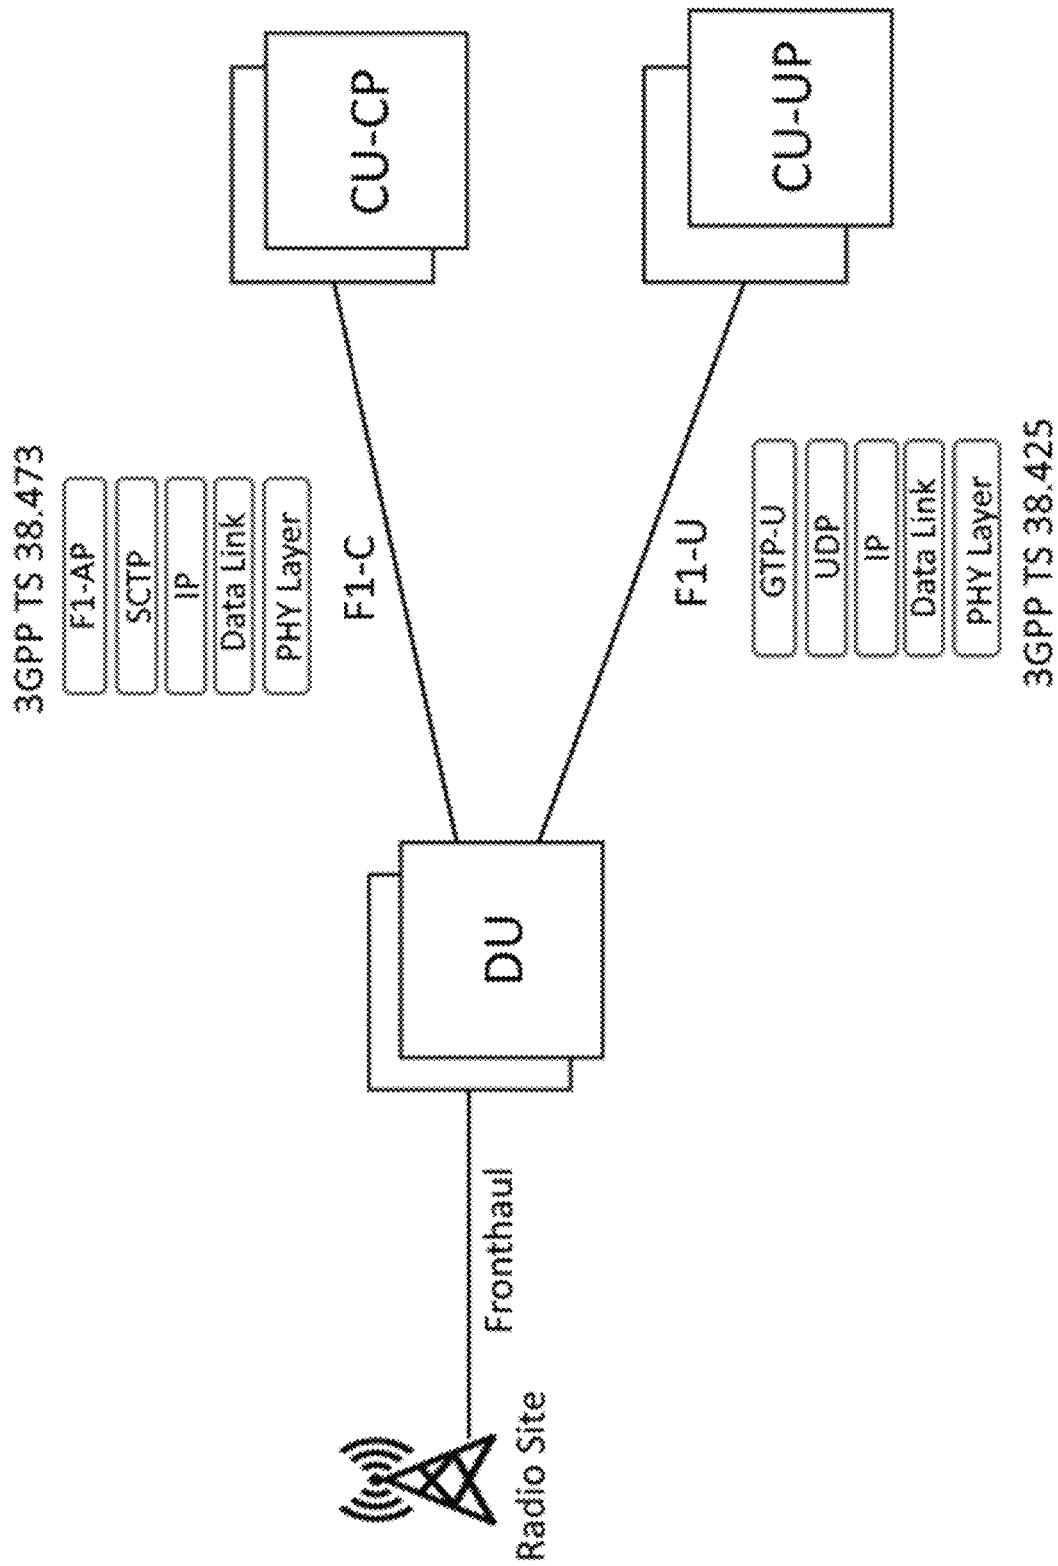 3GPP TS 38.473
F1-AP
SCTP
IP
Data Link
PHY Layer
F1-C
CU-CP
Radio Site
Fronthaul
DU
F1-U
CU-UP
GTP-U
UDP
IP
Data Link
PHY Layer
3GPP TS 38.425